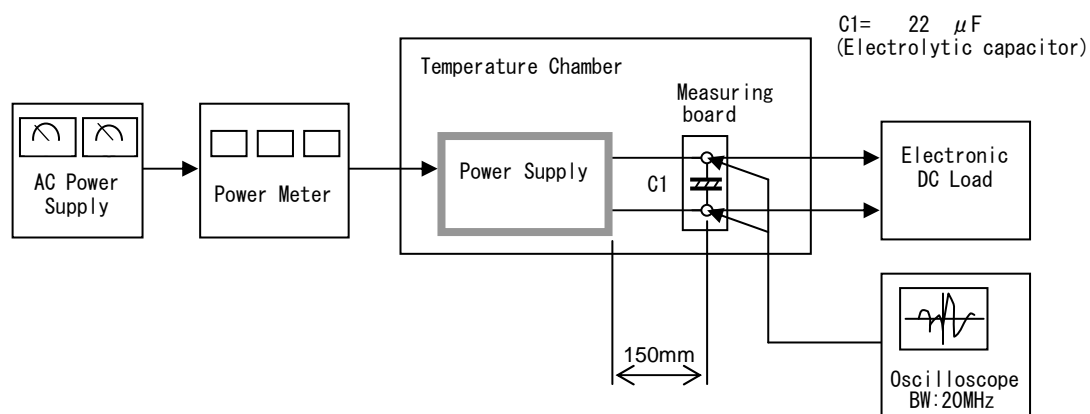 C1=   22   μF
(Electrolytic capacitor)
Temperature Chamber
Measuring
board
AC Power
Supply
Power Meter
Power Supply
C1
Electronic
DC Load
150mm
Oscilloscope
BW:20MHz